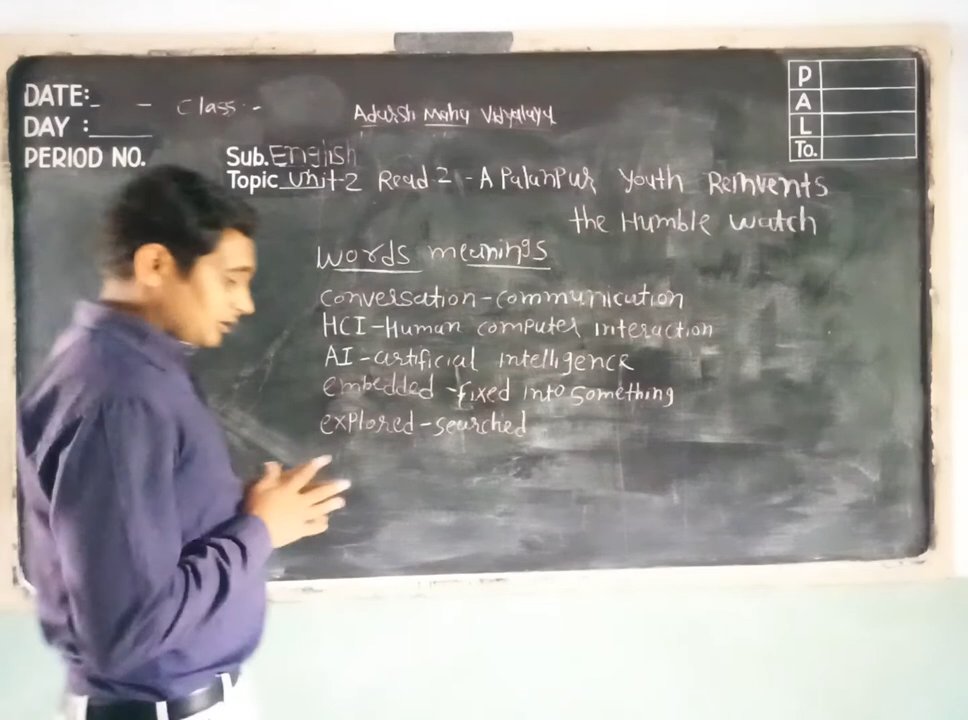 DATE:_ _ Class :-
Adarsh Maha Vidyalaya
DAY :_____
PERIOD NO.
Sub. English
Topic Unit-2 Read-2 - A Palanpur Youth Reinvents
the Humble watch
words meanings
conversation - communication
HCI - Human computer interaction
AI - artificial intelligence
embedded - fixed into something
explored - searched
P
A
L
To.